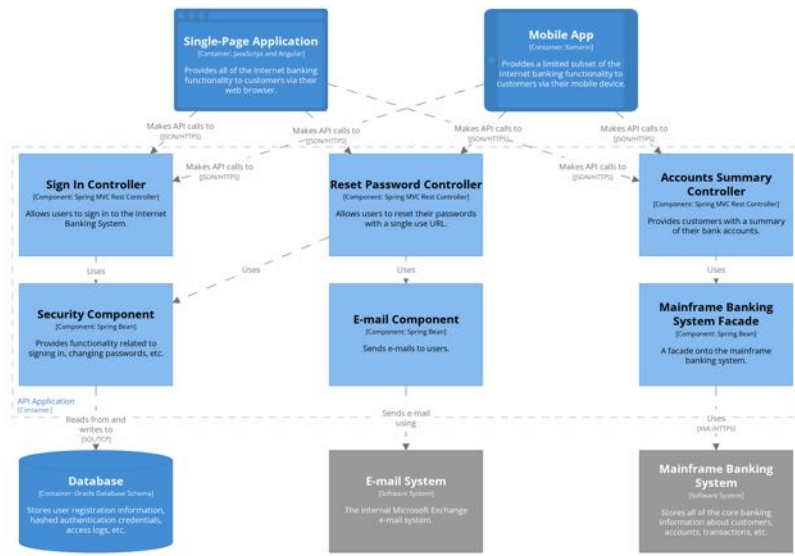 Single-Page Application
[Container: JavaScript and Angular]
Provides all of the Internet banking
functionality to customers via their
web browser.
Mobile App
[Container: Xamarin]
Provides a limited subset of the
Internet banking functionality to
customers via their mobile device.
Makes API calls to
[JSON/HTTPS]
Makes API calls to
[JSON/HTTPS]
Makes API calls to
[JSON/HTTPS]
Makes API calls to
[JSON/HTTPS]
Makes API calls to
[JSON/HTTPS]
Makes API calls to
[JSON/HTTPS]
Sign In Controller
[Component: Spring MVC Rest Controller]
Allows users to sign in to the Internet
Banking System.
Reset Password Controller
[Component: Spring MVC Rest Controller]
Allows users to reset their passwords
with a single use URL.
Accounts Summary
Controller
[Component: Spring MVC Rest Controller]
Provides customers with a summary
of their bank accounts.
Uses
Uses
Uses
Uses
Security Component
[Component: Spring Bean]
Provides functionality related to
signing in, changing passwords, etc.
E-mail Component
[Component: Spring Bean]
Sends e-mails to users.
Mainframe Banking
System Facade
[Component: Spring Bean]
A facade onto the mainframe
banking system.
API Application
[Container]
Reads from and
writes to
[SQL/TCP]
Sends e-mail
using
Uses
[XML/HTTPS]
Database
[Container: Oracle Database Schema]
Stores user registration information,
hashed authentication credentials,
access logs, etc.
E-mail System
[Software System]
The internal Microsoft Exchange
e-mail system.
Mainframe Banking
System
[Software System]
Stores all of the core banking
information about customers,
accounts, transactions, etc.